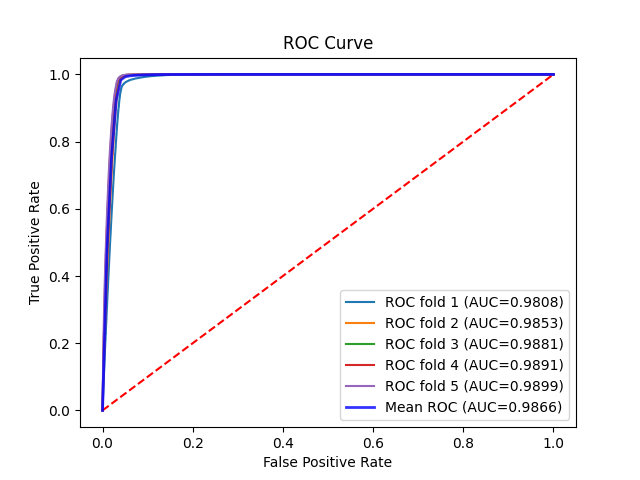 ROC Curve
True Positive Rate
1.0
0.8
0.6
0.4
0.2
0.0
ROC fold 1 (AUC=0.9808)
ROC fold 2 (AUC=0.9853)
ROC fold 3 (AUC=0.9881)
ROC fold 4 (AUC=0.9891)
ROC fold 5 (AUC=0.9899)
Mean ROC (AUC=0.9866)
0.0 0.2 0.4 0.6 0.8 1.0
False Positive Rate